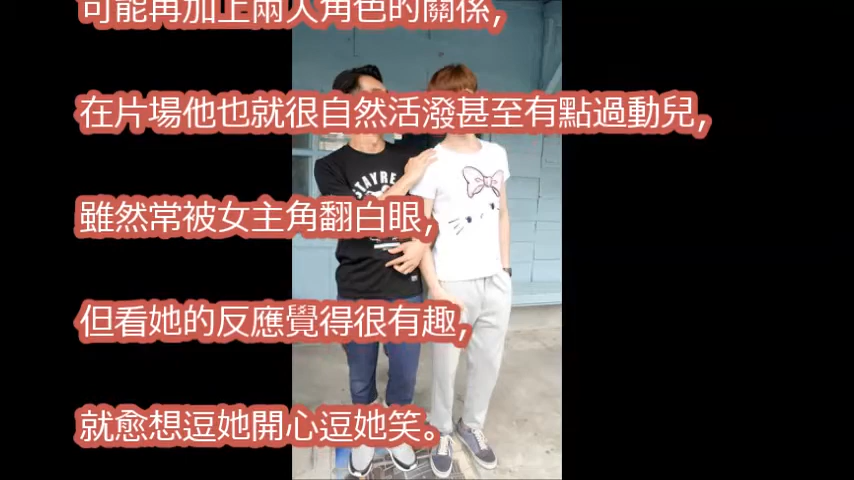 可能再加上兩人角色的關係，
在片場他也就很自然活潑甚至有點過動兒，
STAYRE
雖然常被女主角翻白眼，
但看她的反應覺得很有趣，
就愈想逗她開心逗她笑。